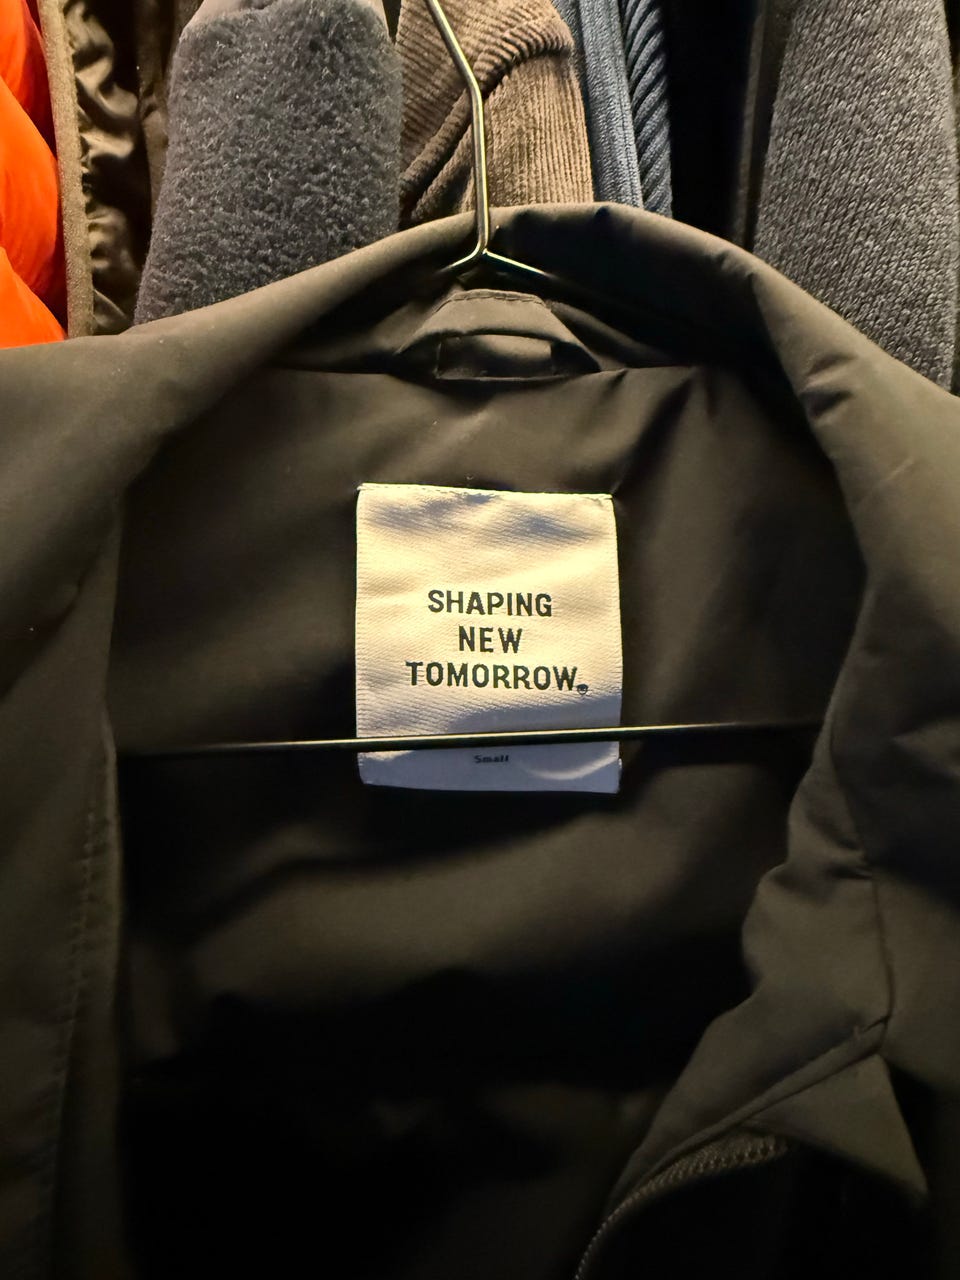 SHAPING
NEW
TOMORROW.
Small